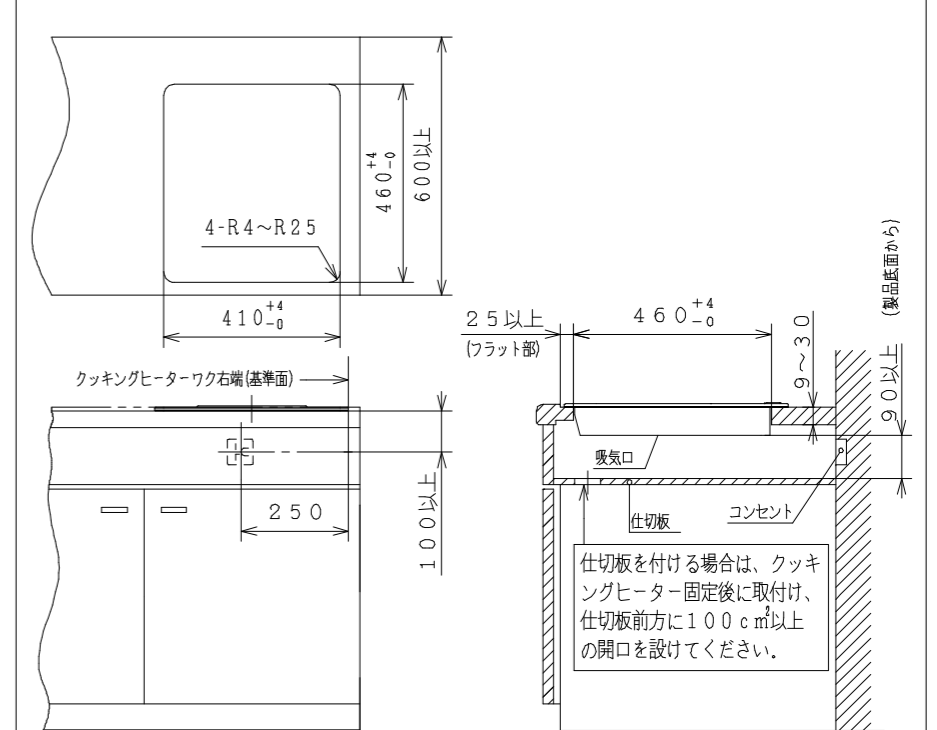 460+4-0
600以上
4-R4~R25
410+4-0
クッキングヒーターワク右端(基準面)
250
100以上
25以上
(フラット部)
460+4-0
9~30
(製品底面から)
90以上
吸気口
仕切板
コンセント
仕切板を付ける場合は、クッキ
ングヒーター固定後に取付け、
仕切板前方に100cm²以上
の開口を設けてください.